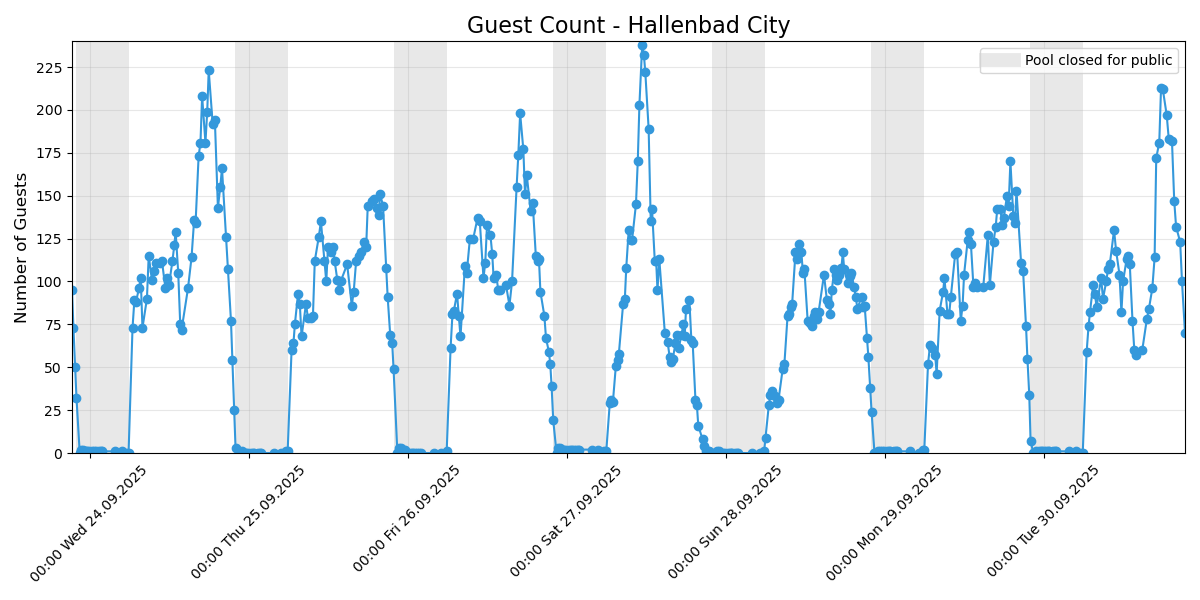 Guest Count - Hallenbad City
Pool closed for public
Number of Guests
225
200
175
150
125
100
75
50
25
0
00:00 Wed 24.09.2025
00:00 Thu 25.09.2025
00:00 Fri 26.09.2025
00:00 Sat 27.09.2025
00:00 Sun 28.09.2025
00:00 Mon 29.09.2025
00:00 Tue 30.09.2025